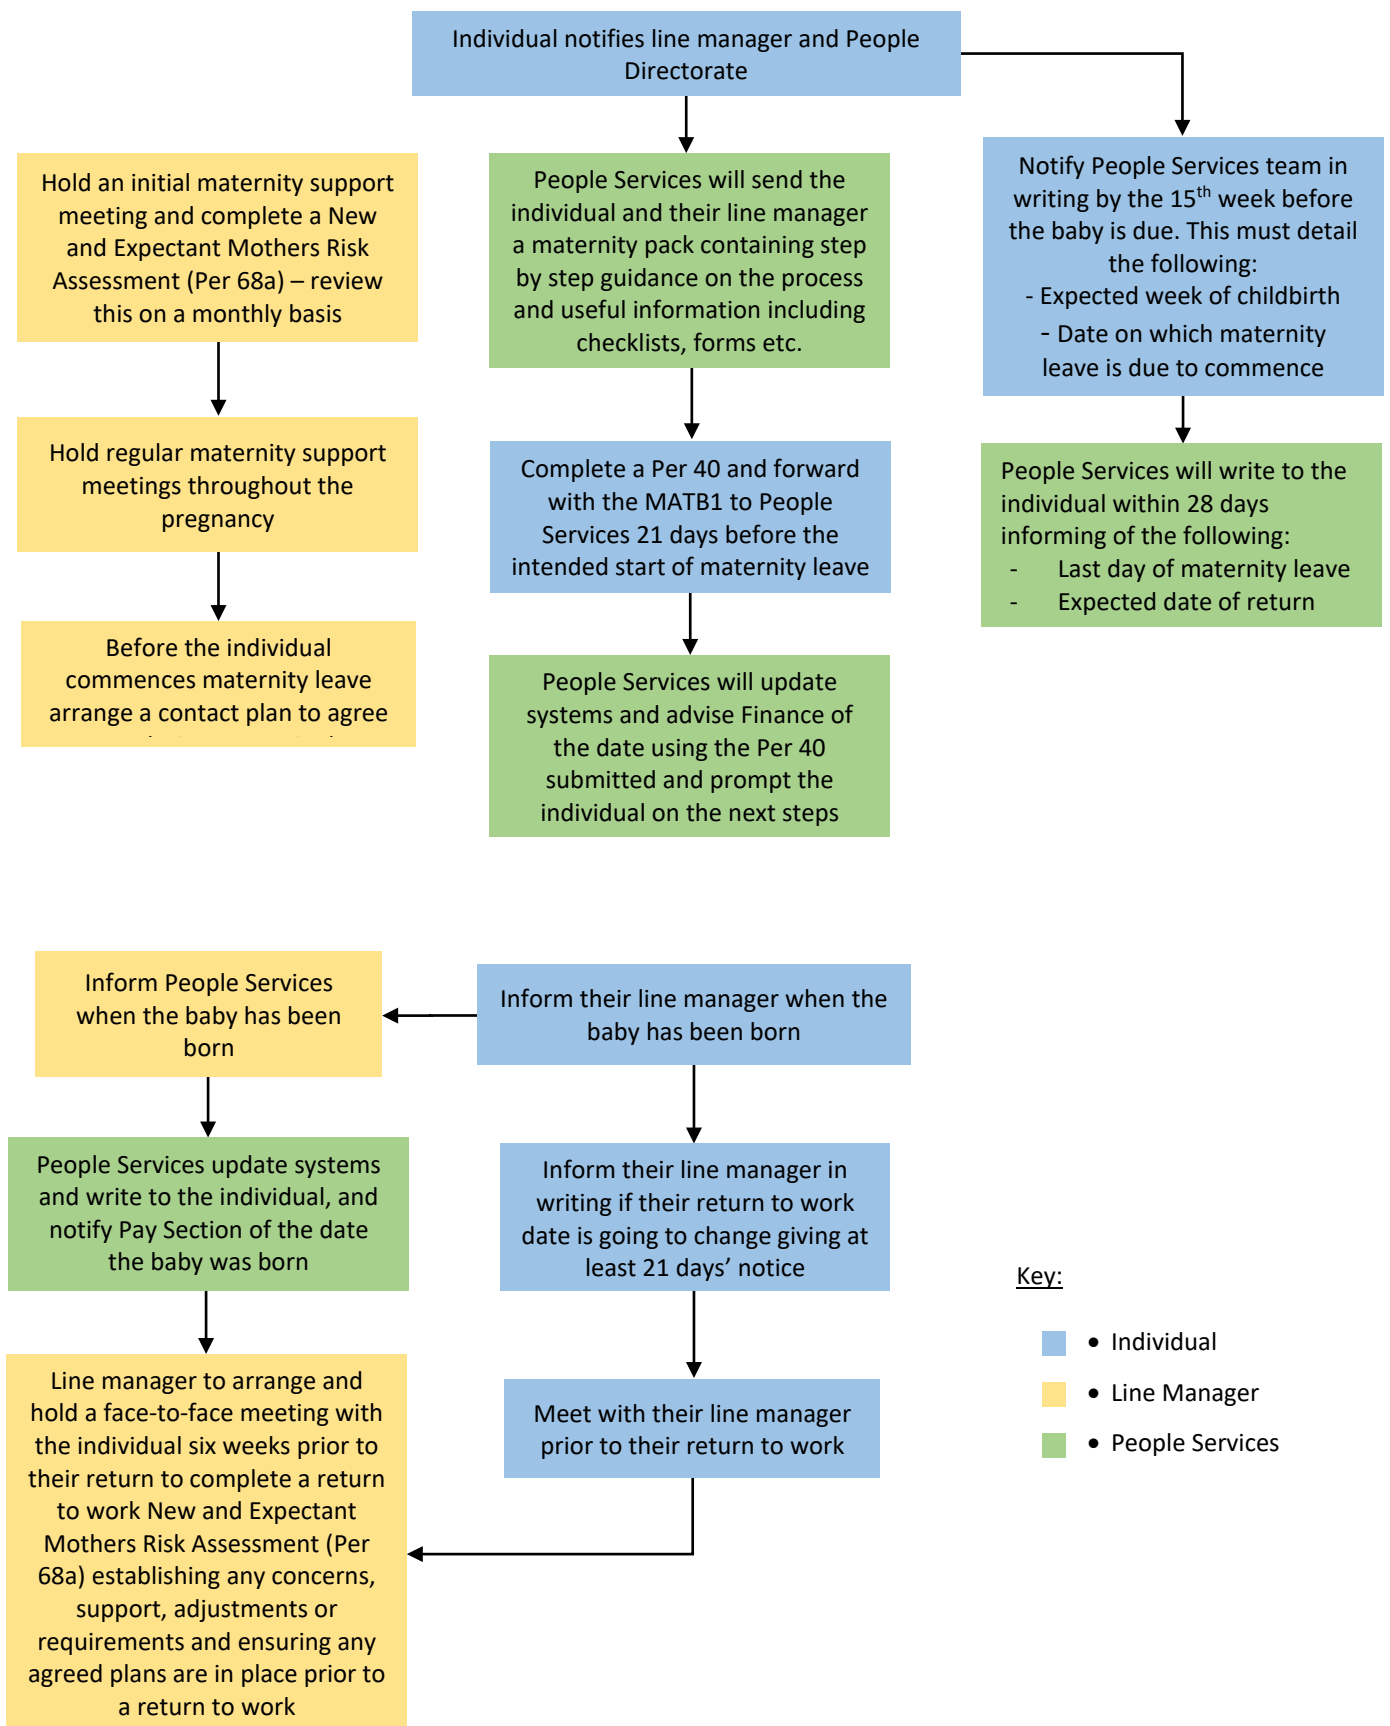 Individual notifies line manager and People
Directorate
Hold an initial maternity support
meeting and complete a New
and Expectant Mothers Risk
Assessment (Per 68a) – review
this on a monthly basis
Hold regular maternity support
meetings throughout the
pregnancy
Before the individual
commences maternity leave
arrange a contact plan to agree
People Services will send the
individual and their line manager
a maternity pack containing step
by step guidance on the process
and useful information including
checklists, forms etc.
Complete a Per 40 and forward
with the MATB1 to People
Services 21 days before the
intended start of maternity leave
People Services will update
systems and advise Finance of
the date using the Per 40
submitted and prompt the
individual on the next steps
Notify People Services team in
writing by the 15th week before
the baby is due. This must detail
the following:
- Expected week of childbirth
- Date on which maternity
leave is due to commence
People Services will write to the
individual within 28 days
informing of the following:
- Last day of maternity leave
- Expected date of return
Inform People Services
when the baby has been
born
People Services update systems
and write to the individual, and
notify Pay Section of the date
the baby was born
Line manager to arrange and
hold a face-to-face meeting with
the individual six weeks prior to
their return to complete a return
to work New and Expectant
Mothers Risk Assessment (Per
68a) establishing any concerns,
support, adjustments or
requirements and ensuring any
agreed plans are in place prior to
a return to work
Inform their line manager when the
baby has been born
Inform their line manager in
writing if their return to work
date is going to change giving at
least 21 days’ notice
Meet with their line manager
prior to their return to work
Key:
• Individual
• Line Manager
• People Services